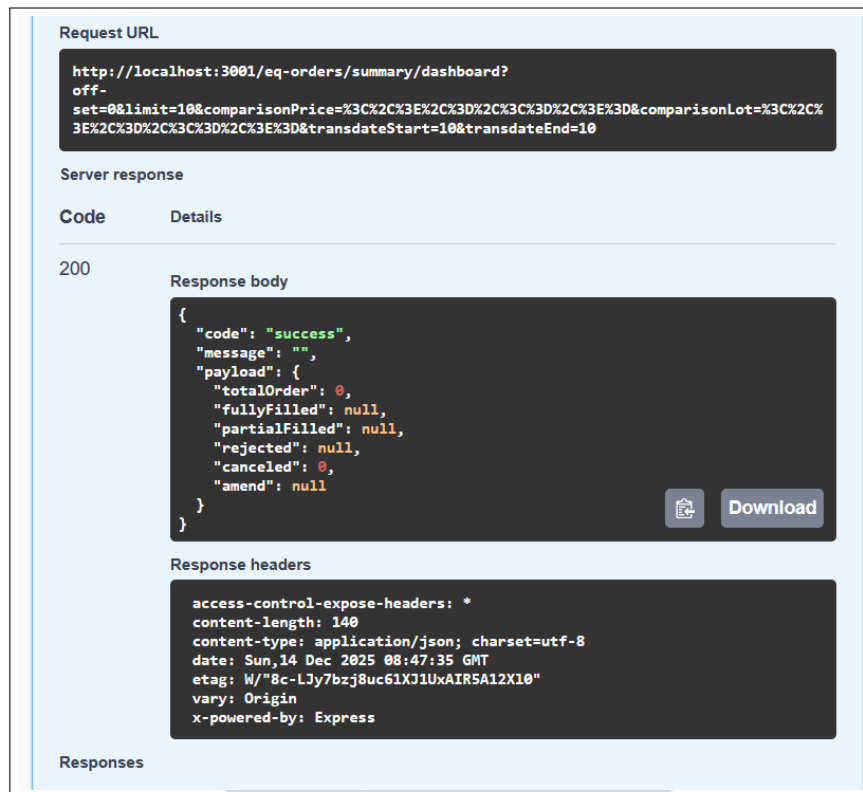 Request URL
http://localhost:3001/eq-orders/summary/dashboard?
off-
set=0&limit=10&comparisonPrice=%3C%2C%3E%2C%3D%2C%3C%3D%2C%3E%3D&comparisonLot=%3C%2C%
3E%2C%3D%2C%3C%3D%2C%3E%3D&transdateStart=10&transdateEnd=10
Server response
Code Details
200
Response body
{
  "code": "success",
  "message": "",
  "payload": {
    "totalOrder": 0,
    "fullyFilled": null,
    "partialFilled": null,
    "rejected": null,
    "canceled": 0,
    "amend": null
  }
}
Download
Response headers
access-control-expose-headers: *
content-length: 140
content-type: application/json; charset=utf-8
date: Sun,14 Dec 2025 08:47:35 GMT
etag: W/"8c-LJy7bzj8uc61XJ1UxAIR5A12Xl0"
vary: Origin
x-powered-by: Express
Responses